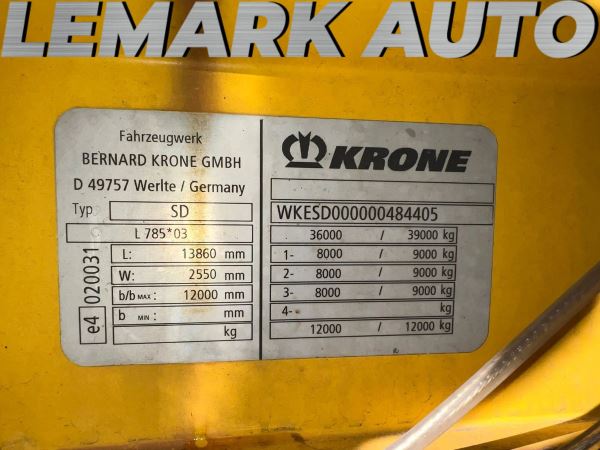 LEMARK AUTO
Fahrzeugwerk
BERNARD KRONE GMBH
D 49757 Werlte / Germany
Typ SD
L 785*03
L: 13860 mm
W: 2550 mm
b/b MAX: 12000 mm
b MIN: mm
kg
e4 020031
KRONE
WKESD000000484405
36000 / 39000 kg
1- 8000 / 9000 kg
2- 8000 / 9000 kg
3- 8000 / 9000 kg
4- kg
12000 / 12000 kg